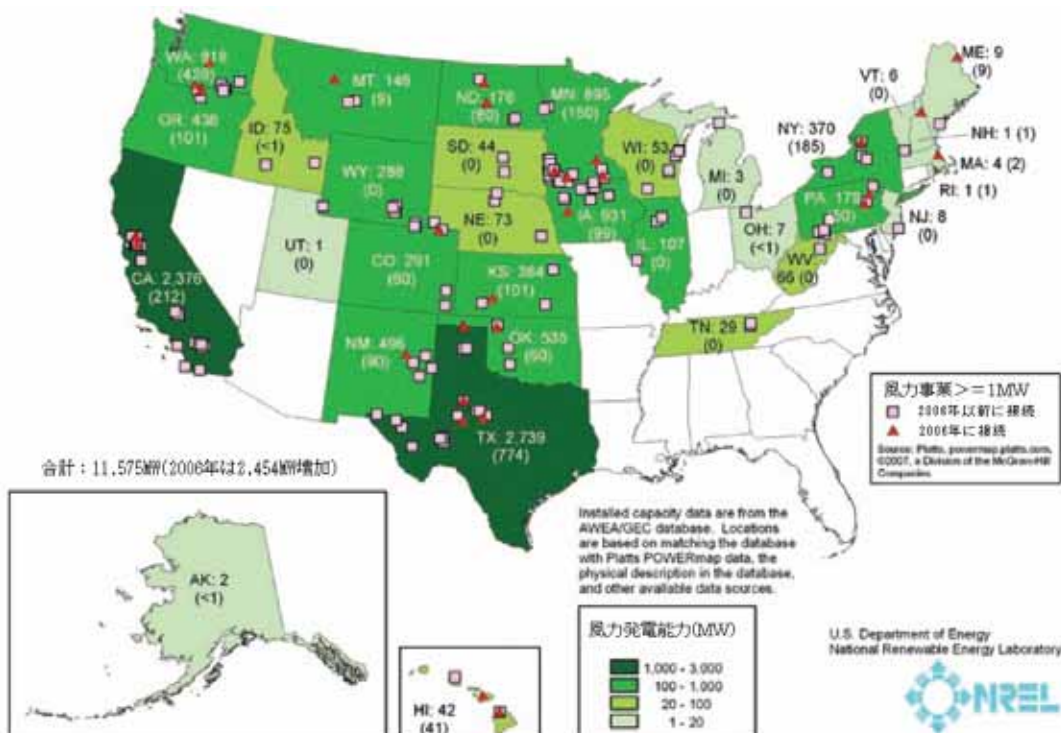 WA: 818
(428)
OR: 438
(101)
ID: 75
(<1)
MT: 146
(9)
ND: 178
(80)
MN: 895
(150)
SD: 44
(0)
WI: 53
(0)
WY: 288
(0)
NE: 73
(0)
IA: 931
(99)
MI: 3
(0)
IL: 107
(0)
OH: 7
(<1)
UT: 1
(0)
CA: 2,376
(212)
CO: 291
(60)
KS: 364
(101)
NM: 496
(90)
OK: 535
(60)
TX: 2,739
(774)
TN: 29
(0)
WV:
66 (0)
PA: 179
(50)
NY: 370
(185)
VT: 6
(0)
ME: 9
(9)
NH: 1 (1)
MA: 4 (2)
RI: 1 (1)
NJ: 8
(0)
風力事業>=1MW
2006年以前に接続
2006年に接続
Source: Platts, powermap.platts.com,
©2007, a Division of the McGraw-Hill
Companies
合計:11,575MW(2006年は2,454MW増加)
Installed capacity data are from the
AWEA/GEC database. Locations
are based on matching the database
with Platts POWERmap data, the
physical description in the database,
and other available data sources.
AK: 2
(<1)
HI: 42
(41)
風力発電能力(MW)
1,000 - 3,000
100 - 1,000
20 - 100
1 - 20
U.S. Department of Energy
National Renewable Energy Laboratory
NREL